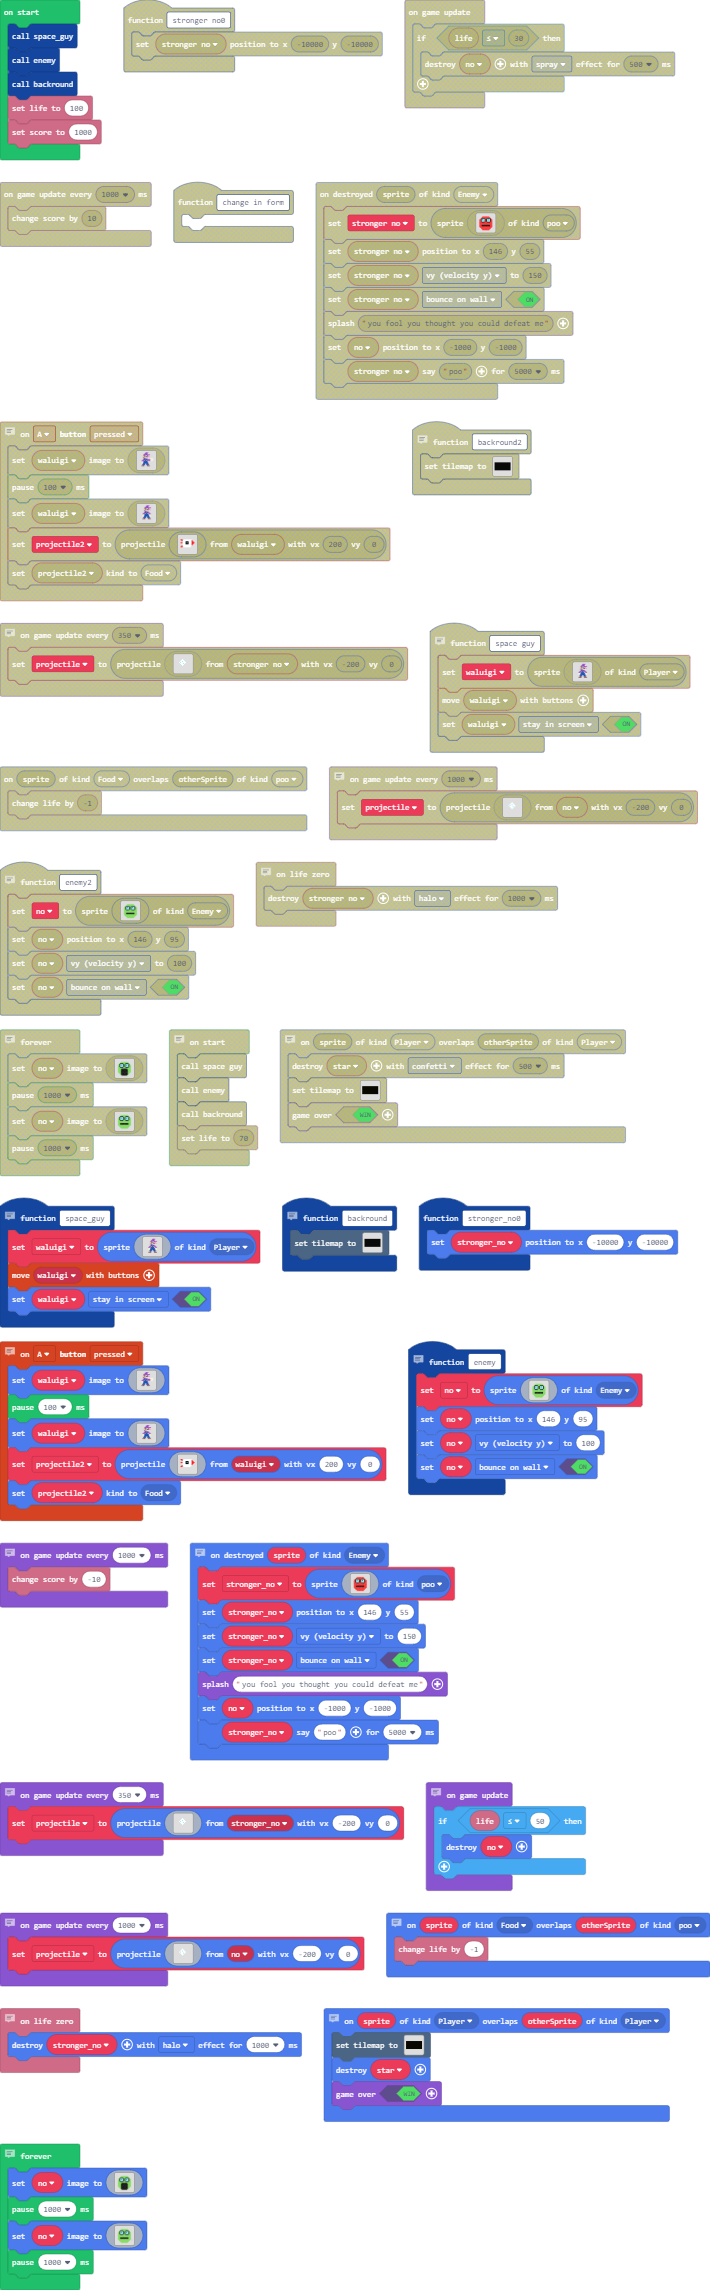 on start
call space_guy
call enemy
call backround
set life to 100
set score to 1000
function stronger no0
set stronger no position to x -10000 y -10000
on game update
if life ≤ 30 then
destroy no with spray effect for 500 ms
on game update every 1000 ms
change score by 10
function change in form
on destroyed sprite of kind Enemy
set stronger no to sprite of kind poo
set stronger no position to x 146 y 55
set stronger no vy (velocity y) to 150
set stronger no bounce on wall ON
splash "you fool you thought you could defeat me"
set no position to x -1000 y -1000
stronger no say "poo" for 5000 ms
on A button pressed
set waluigi image to
pause 100 ms
set waluigi image to
set projectile2 to projectile from waluigi with vx 200 vy 0
set projectile2 kind to Food
function backround2
set tilemap to
on game update every 350 ms
set projectile to projectile from stronger no with vx -200 vy 0
function space guy
set waluigi to sprite of kind Player
move waluigi with buttons
set waluigi stay in screen ON
on sprite of kind Food overlaps otherSprite of kind poo
change life by -1
on game update every 1000 ms
set projectile to projectile from no with vx -200 vy 0
function enemy2
set no to sprite of kind Enemy
set no position to x 146 y 95
set no vy (velocity y) to 100
set no bounce on wall ON
on life zero
destroy stronger no with halo effect for 1000 ms
forever
set no image to
pause 1000 ms
set no image to
pause 1000 ms
on start
call space guy
call enemy
call backround
set life to 70
on sprite of kind Player overlaps otherSprite of kind Player
destroy star with confetti effect for 500 ms
set tilemap to
game over WIN
function space_guy
set waluigi to sprite of kind Player
move waluigi with buttons
set waluigi stay in screen ON
function backround
set tilemap to
function stronger_no0
set stronger_no position to x -10000 y -10000
on A button pressed
set waluigi image to
pause 100 ms
set waluigi image to
set projectile2 to projectile from waluigi with vx 200 vy 0
set projectile2 kind to Food
function enemy
set no to sprite of kind Enemy
set no position to x 146 y 95
set no vy (velocity y) to 100
set no bounce on wall ON
on game update every 1000 ms
change score by -10
on destroyed sprite of kind Enemy
set stronger_no to sprite of kind poo
set stronger_no position to x 146 y 55
set stronger_no vy (velocity y) to 150
set stronger_no bounce on wall ON
splash "you fool you thought you could defeat me"
set no position to x -1000 y -1000
stronger_no say "poo" for 5000 ms
on game update every 350 ms
set projectile to projectile from stronger_no with vx -200 vy 0
on game update
if life ≤ 50 then
destroy no
on game update every 1000 ms
set projectile to projectile from no with vx -200 vy 0
on sprite of kind Food overlaps otherSprite of kind poo
change life by -1
on life zero
destroy stronger_no with halo effect for 1000 ms
on sprite of kind Player overlaps otherSprite of kind Player
set tilemap to
destroy star
game over WIN
forever
set no image to
pause 1000 ms
set no image to
pause 1000 ms